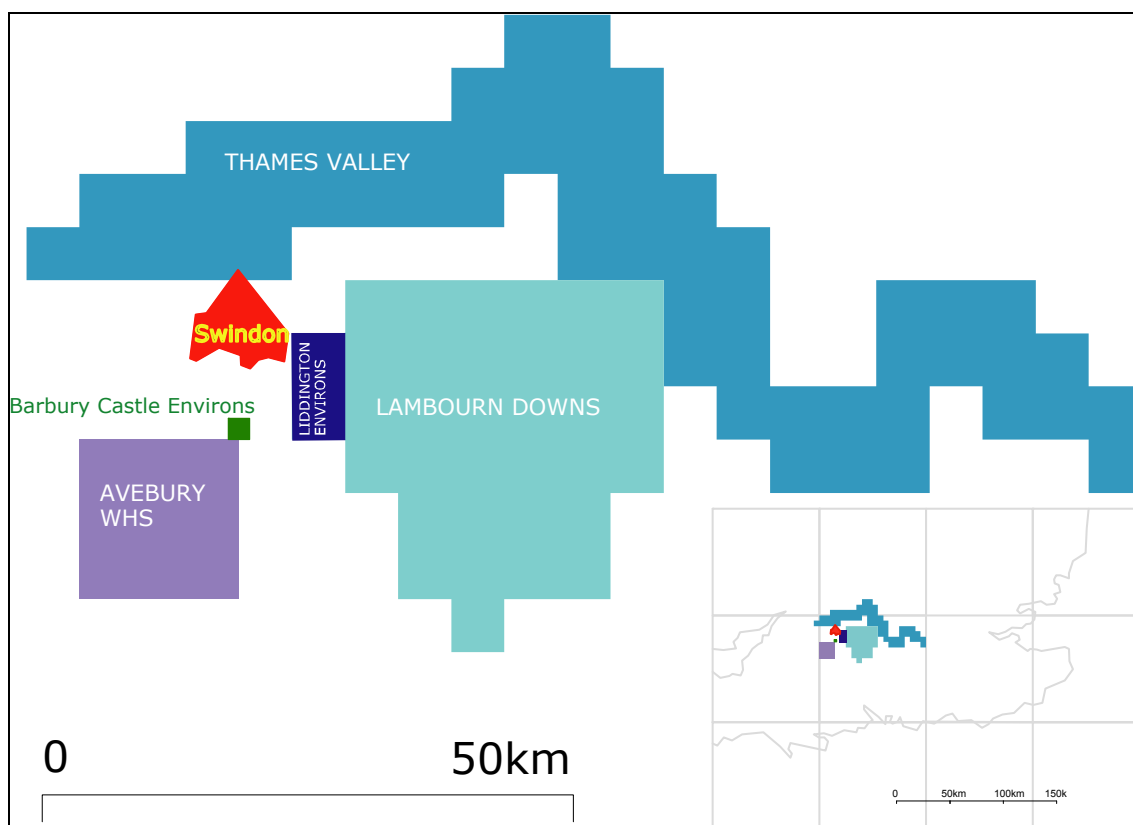 THAMES VALLEY
Swindon
LIDDINGTON
ENVIRONS
Barbury Castle Environs
LAMBOURN DOWNS
AVEBURY
WHS
0
50km
0
50km
100km
150k